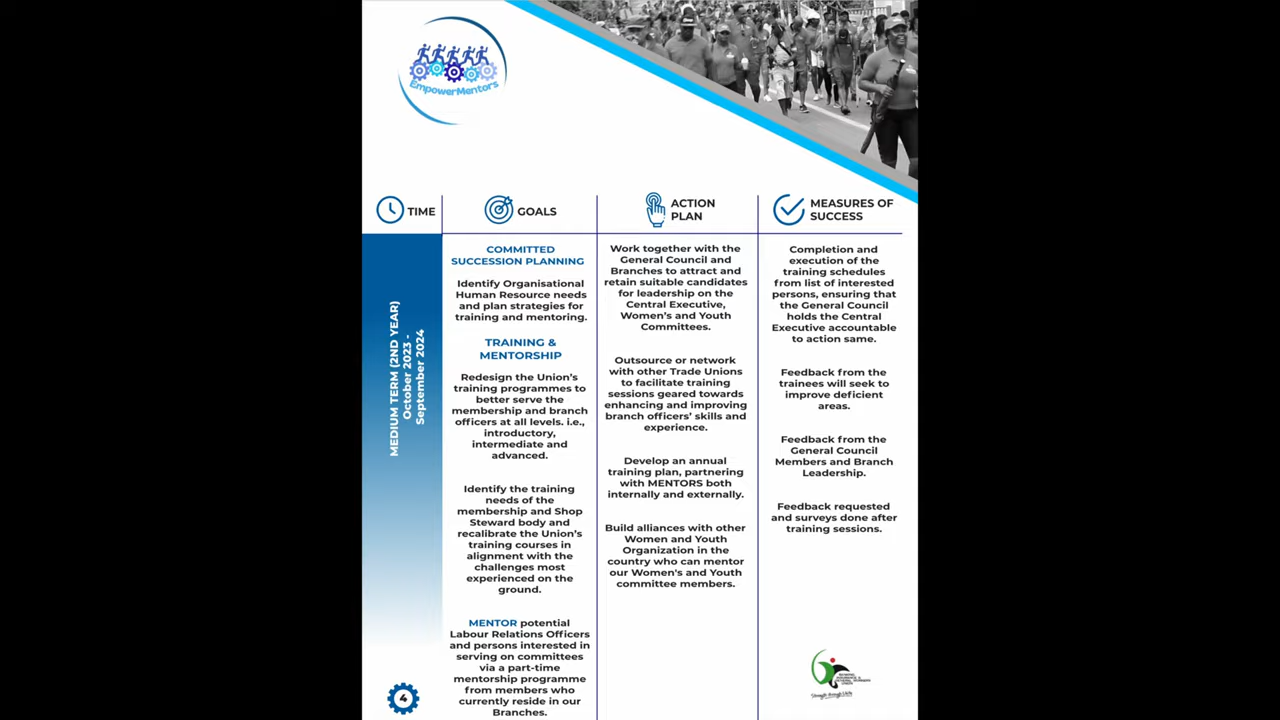 EmpowerMentors
TIME
GOALS
ACTION
PLAN
MEASURES OF
SUCCESS
MEDIUM TERM (2ND YEAR)
October 2023 -
September 2024
COMMITTED
SUCCESSION PLANNING
Identify Organisational
Human Resource needs
and plan strategies for
training and mentoring.
TRAINING &
MENTORSHIP
Redesign the Union's
training programmes to
better serve the
membership and branch
officers at all levels. i.e.,
introductory,
intermediate and
advanced.
Identify the training
needs of the
membership and Shop
Steward body and
recalibrate the Union's
training courses in
alignment with the
challenges most
experienced on the
ground.
MENTOR potential
Labour Relations Officers
and persons interested in
serving on committees
via a part-time
mentorship programme
from members who
currently reside in our
Branches.
Work together with the
General Council and
Branches to attract and
retain suitable candidates
for leadership on the
Central Executive,
Women's and Youth
Committees.
Outsource or network
with other Trade Unions
to facilitate training
sessions geared towards
enhancing and improving
branch officers' skills and
experience.
Develop an annual
training plan, partnering
with MENTORS both
internally and externally.
Build alliances with other
Women and Youth
Organization in the
country who can mentor
our Women's and Youth
committee members.
Completion and
execution of the
training schedules
from list of interested
persons, ensuring that
the General Council
holds the Central
Executive accountable
to action same.
Feedback from the
trainees will seek to
improve deficient
areas.
Feedback from the
General Council
Members and Branch
Leadership.
Feedback requested
and surveys done after
training sessions.
4